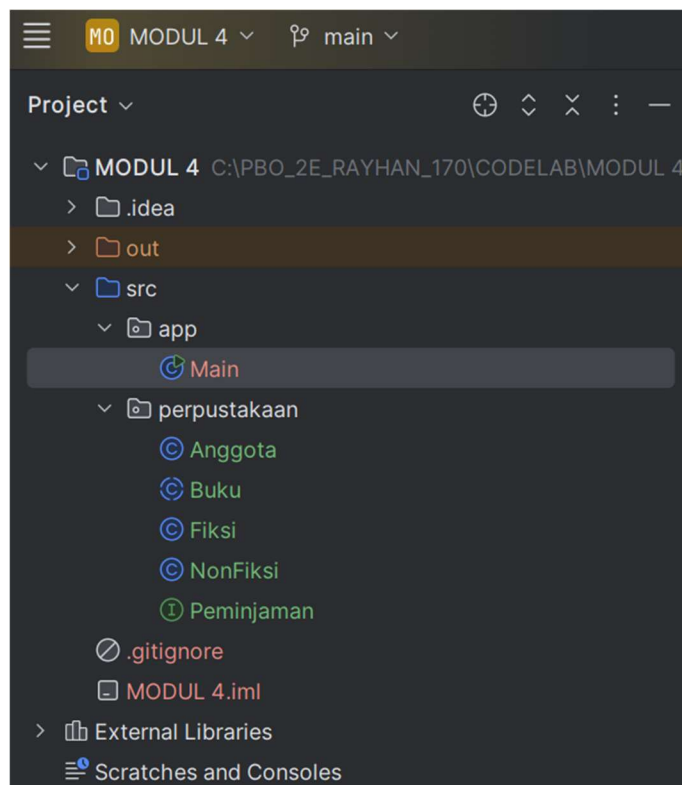 MO MODUL 4 main
Project
MODUL 4 C:\PBO_2E_RAYHAN_170\CODELAB\MODUL 4
.idea
out
src
app
C Main
perpustakaan
C Anggota
C Buku
C Fiksi
C NonFiksi
I Peminjaman
.gitignore
MODUL 4.iml
External Libraries
Scratches and Consoles